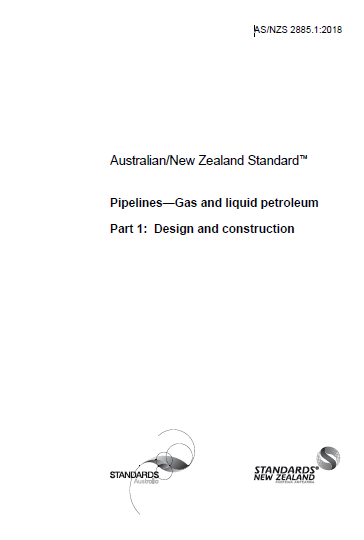 AS/NZS 2885.1:2018
Australian/New Zealand Standard™
Pipelines—Gas and liquid petroleum
Part 1: Design and construction
STANDARDS
Australia
STANDARDS®
NEW ZEALAND